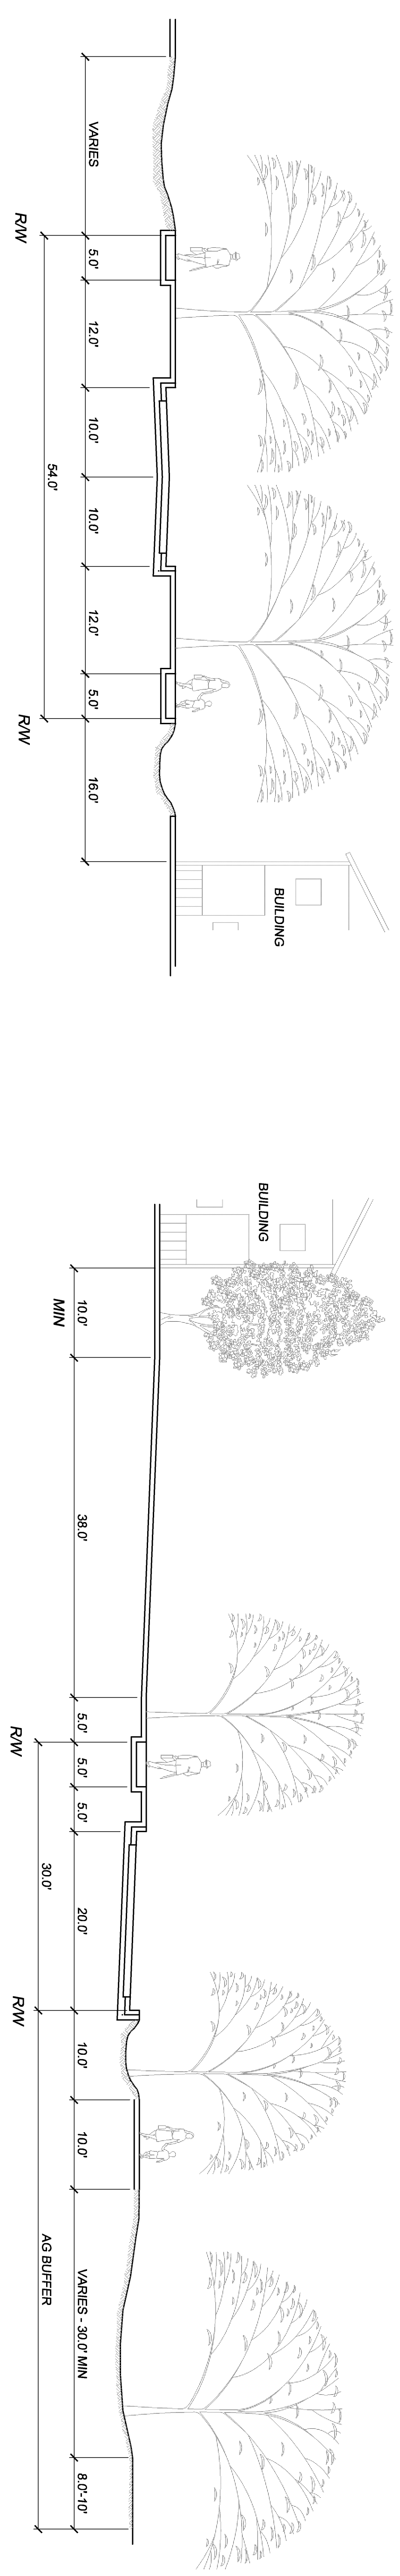 BUILDING
VARIES
5.0'
12.0'
10.0'
10.0'
12.0'
5.0'
16.0'
54.0'
R/W
R/W
BUILDING
10.0'
MIN
38.0'
5.0'
5.0'
5.0'
20.0'
10.0'
10.0'
VARIES - 30.0' MIN
8.0'-10'
30.0'
AG BUFFER
R/W
R/W